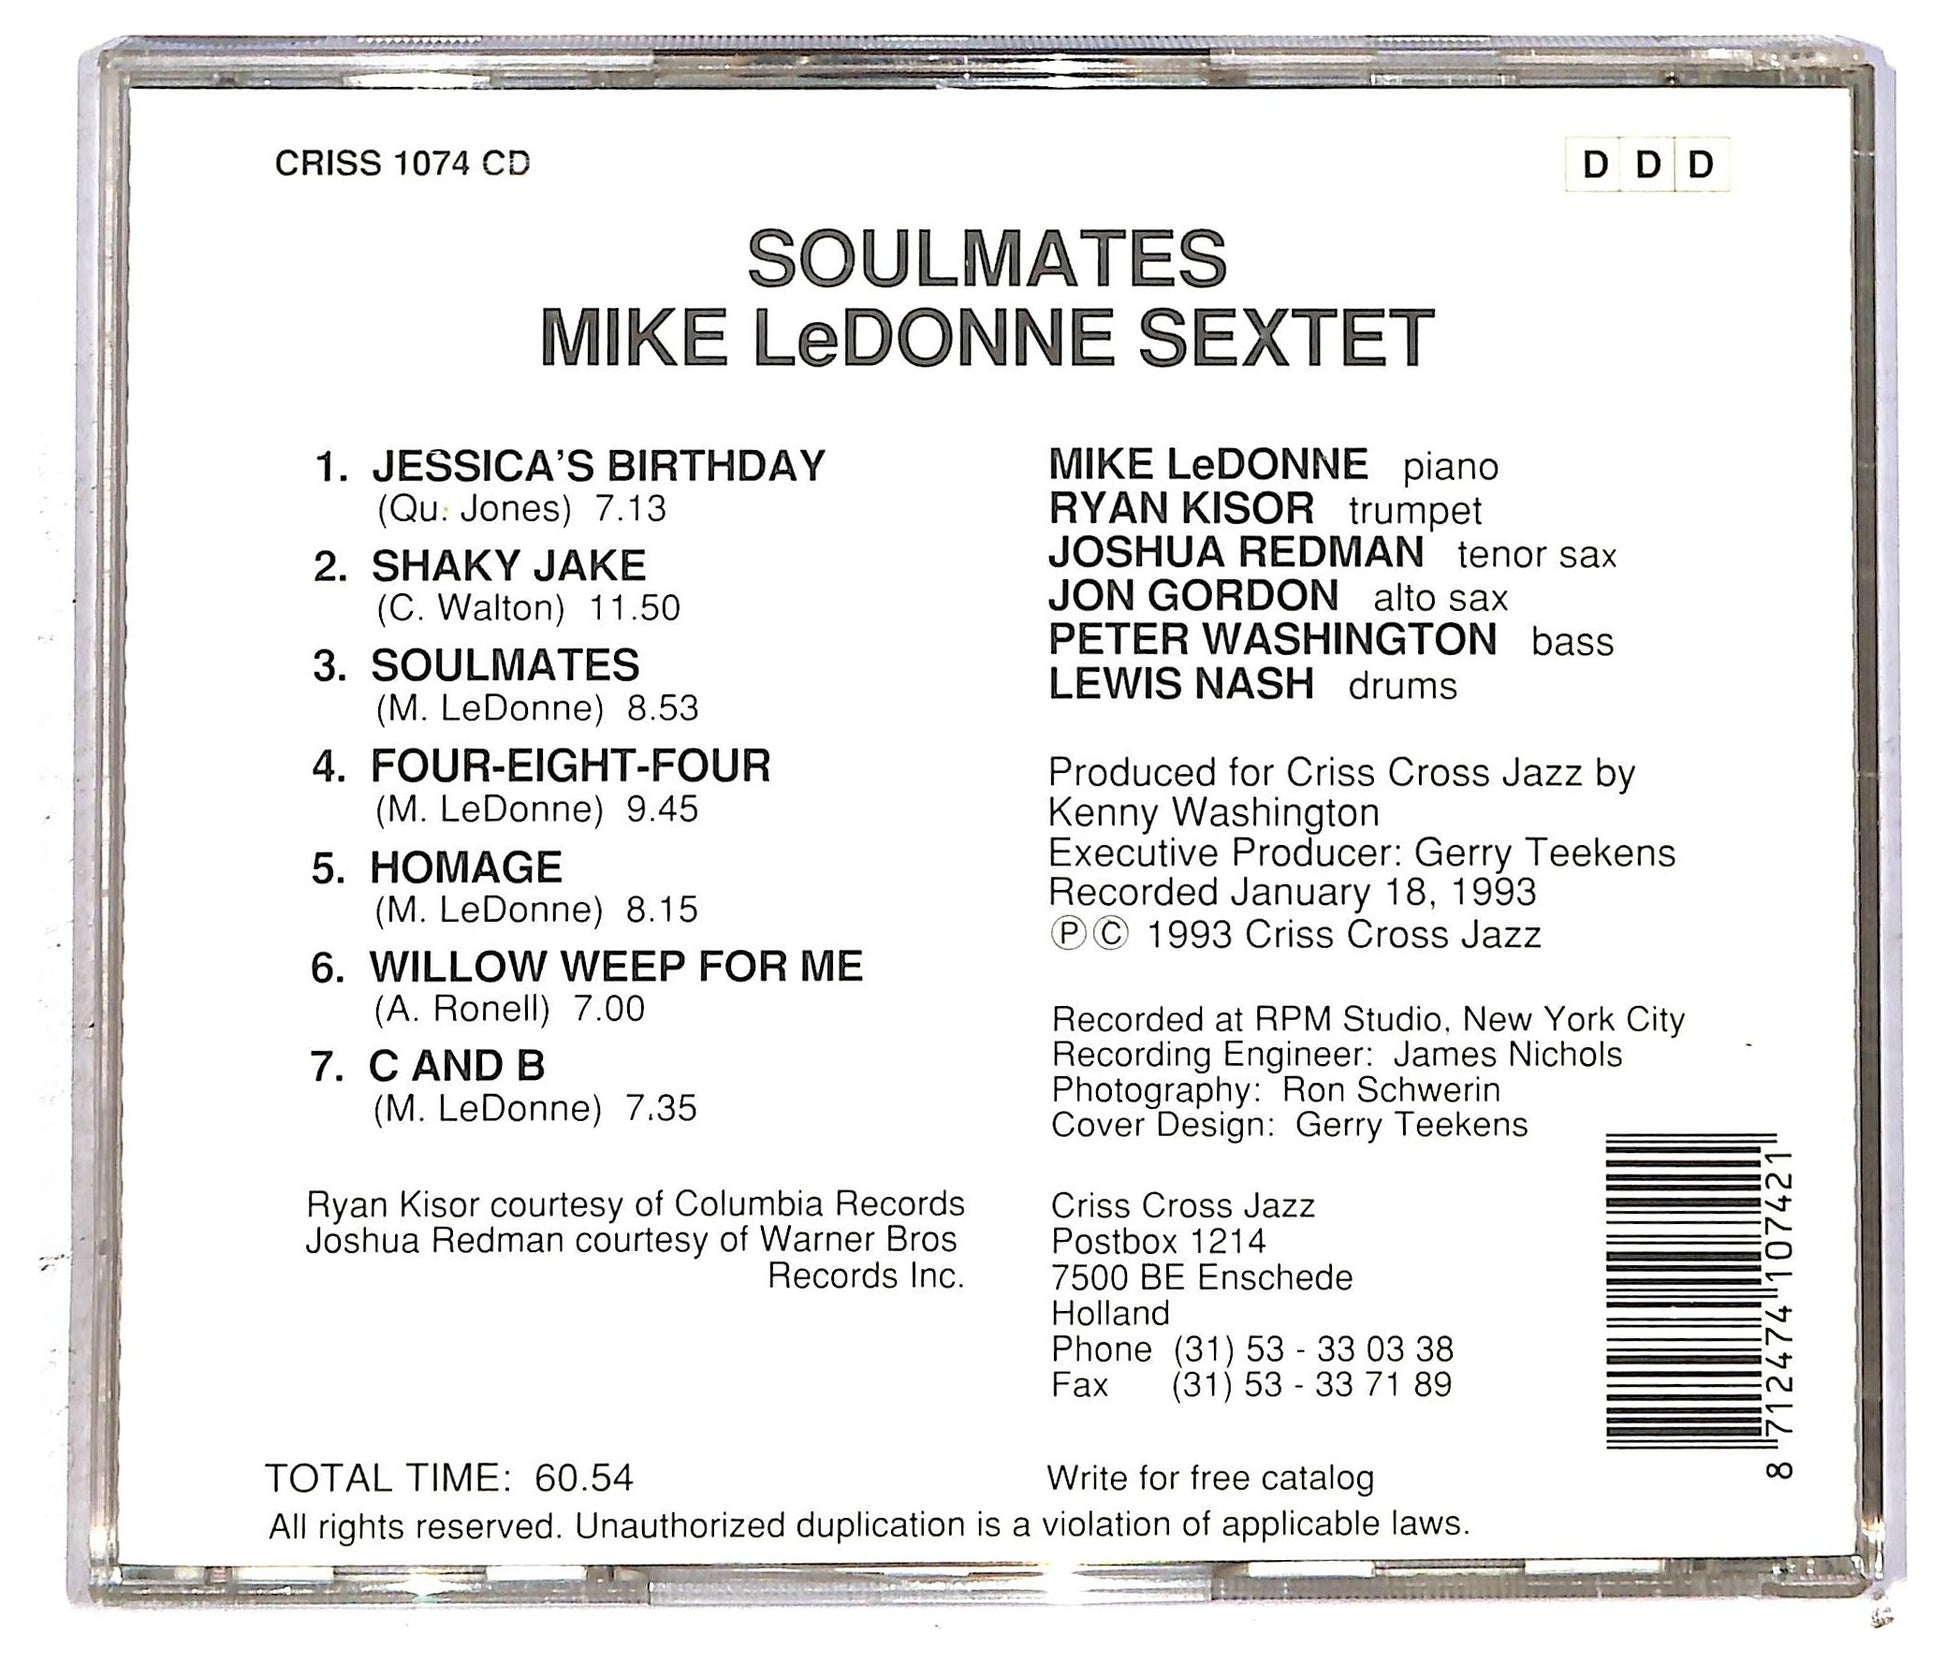 CRISS 1074 CD
D D D
SOULMATES
MIKE LeDONNE SEXTET
1. JESSICA'S BIRTHDAY
(Qu. Jones) 7.13
2. SHAKY JAKE
(C. Walton) 11.50
3. SOULMATES
(M. LeDonne) 8.53
4. FOUR-EIGHT-FOUR
(M. LeDonne) 9.45
5. HOMAGE
(M. LeDonne) 8.15
6. WILLOW WEEP FOR ME
(A. Ronell) 7.00
7. C AND B
(M. LeDonne) 7.35
Ryan Kisor courtesy of Columbia Records
Joshua Redman courtesy of Warner Bros
Records Inc.
MIKE LeDONNE piano
RYAN KISOR trumpet
JOSHUA REDMAN tenor sax
JON GORDON alto sax
PETER WASHINGTON bass
LEWIS NASH drums
Produced for Criss Cross Jazz by
Kenny Washington
Executive Producer: Gerry Teekens
Recorded January 18, 1993
Ⓟ© 1993 Criss Cross Jazz
Recorded at RPM Studio, New York City
Recording Engineer: James Nichols
Photography: Ron Schwerin
Cover Design: Gerry Teekens
Criss Cross Jazz
Postbox 1214
7500 BE Enschede
Holland
Phone (31) 53 - 33 03 38
Fax (31) 53 - 33 71 89
8 712474 107421
TOTAL TIME: 60.54
Write for free catalog
All rights reserved. Unauthorized duplication is a violation of applicable laws.